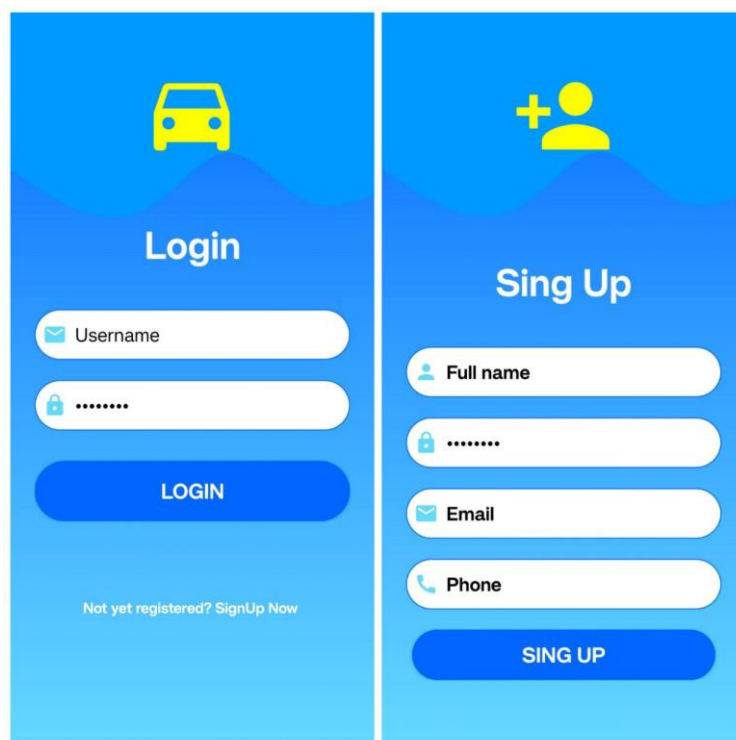 Login
Username
••••••••
LOGIN
Not yet registered? SignUp Now
Sing Up
Full name
••••••••
Email
Phone
SING UP